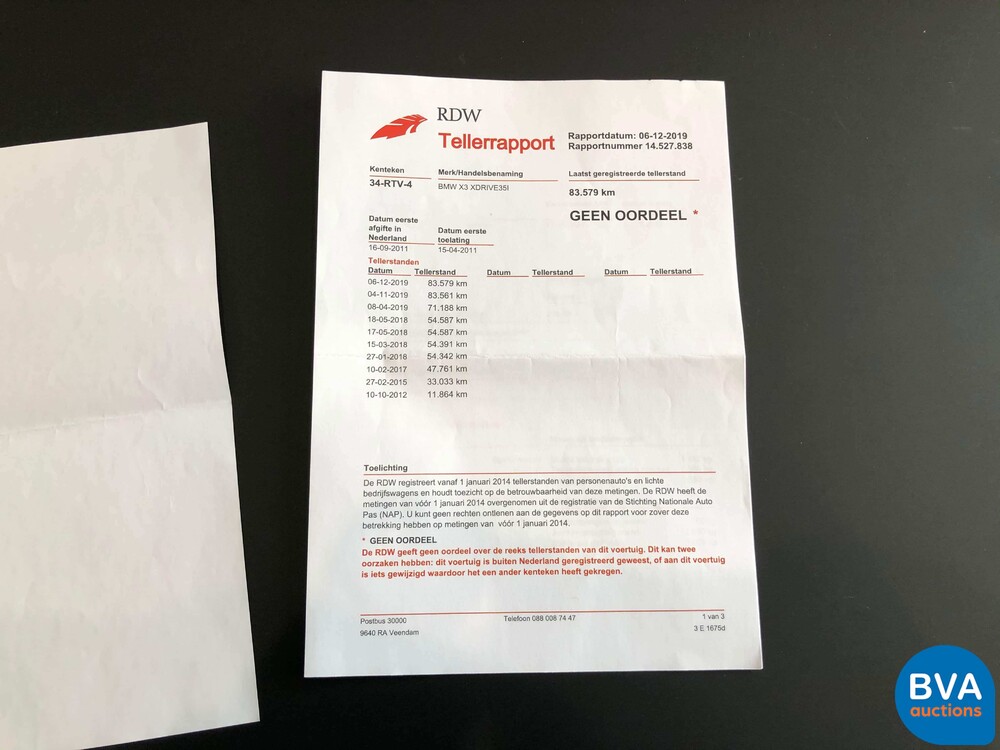 RDW
Tellerrapport
Rapportdatum: 06-12-2019
Rapportnummer 14.527.838
Kenteken
Merk/Handelsbenaming
Laatst geregistreerde tellerstand
34-RTV-4
BMW X3 XDRIVE35I
83.579 km
GEEN OORDEEL *
Datum eerste
afgifte in
Nederland
Datum eerste
toelating
16-09-2011
15-04-2011
Tellerstanden
Datum Tellerstand Datum Tellerstand Datum Tellerstand
06-12-2019 83.579 km
04-11-2019 83.561 km
08-04-2019 71.188 km
18-05-2018 54.587 km
17-05-2018 54.587 km
15-03-2018 54.391 km
27-01-2018 54.342 km
10-02-2017 47.761 km
27-02-2015 33.033 km
10-10-2012 11.864 km
Toelichting
De RDW registreert vanaf 1 januari 2014 tellerstanden van personenauto's en lichte
bedrijfswagens en houdt toezicht op de betrouwbaarheid van deze metingen. De RDW heeft de
metingen van vóór 1 januari 2014 overgenomen uit de registratie van de Stichting Nationale Auto
Pas (NAP). U kunt geen rechten ontlenen aan de gegevens op dit rapport voor zover deze
betrekking hebben op metingen van vóór 1 januari 2014.
* GEEN OORDEEL
De RDW geeft geen oordeel over de reeks tellerstanden van dit voertuig. Dit kan twee
oorzaken hebben: dit voertuig is buiten Nederland geregistreerd geweest, of aan dit voertuig
is iets gewijzigd waardoor het een ander kenteken heeft gekregen.
Postbus 30000
9640 RA Veendam
Telefoon 088 008 74 47
1 van 3
3 E 1675d
BVA
auctions